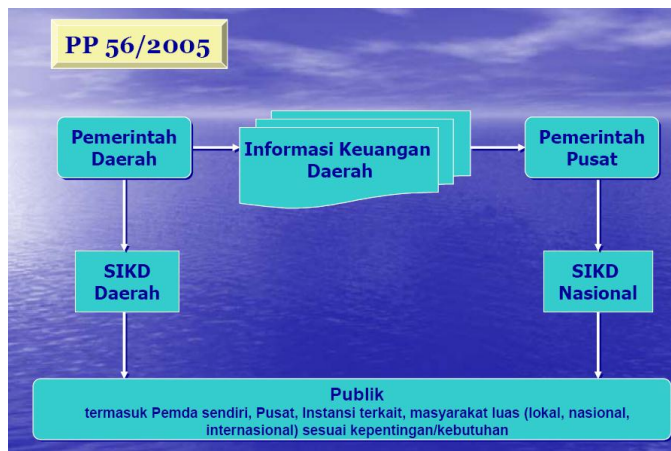 PP 56/2005
Pemerintah
Daerah
Informasi Keuangan
Daerah
Pemerintah
Pusat
SIKD
Daerah
SIKD
Nasional
Publik
termasuk Pemda sendiri, Pusat, Instansi terkait, masyarakat luas (lokal, nasional,
internasional) sesuai kepentingan/kebutuhan